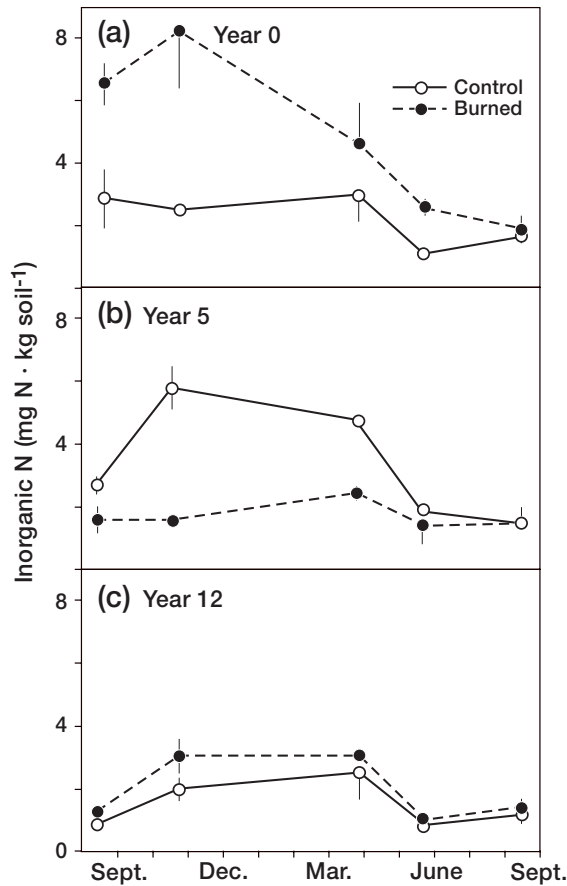 (a) Year 0
Control
Burned
8
4
Inorganic N (mg N · kg soil⁻¹)
(b) Year 5
8
4
(c) Year 12
8
4
0
Sept. Dec. Mar. June Sept.